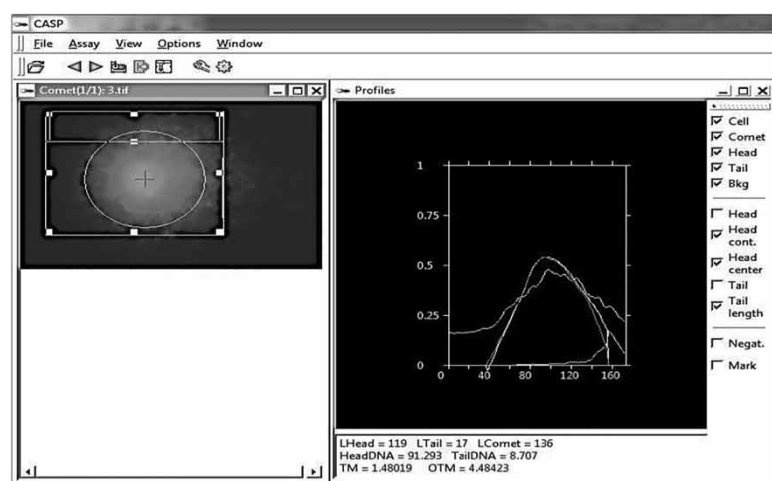 CASP
File Assay View Options Window
Comet(1/1): 3.tif
Profiles
Cell
Comet
Head
Tail
Bkg
Head
Head cont.
Head center
Tail
Tail length
Negat.
Mark
1
0.75
0.5
0.25
0
0 40 80 120 160
LHead = 119 LTail = 17 LComet = 136
HeadDNA = 91.293 TailDNA = 8.707
TM = 1.48019 OTM = 4.48423